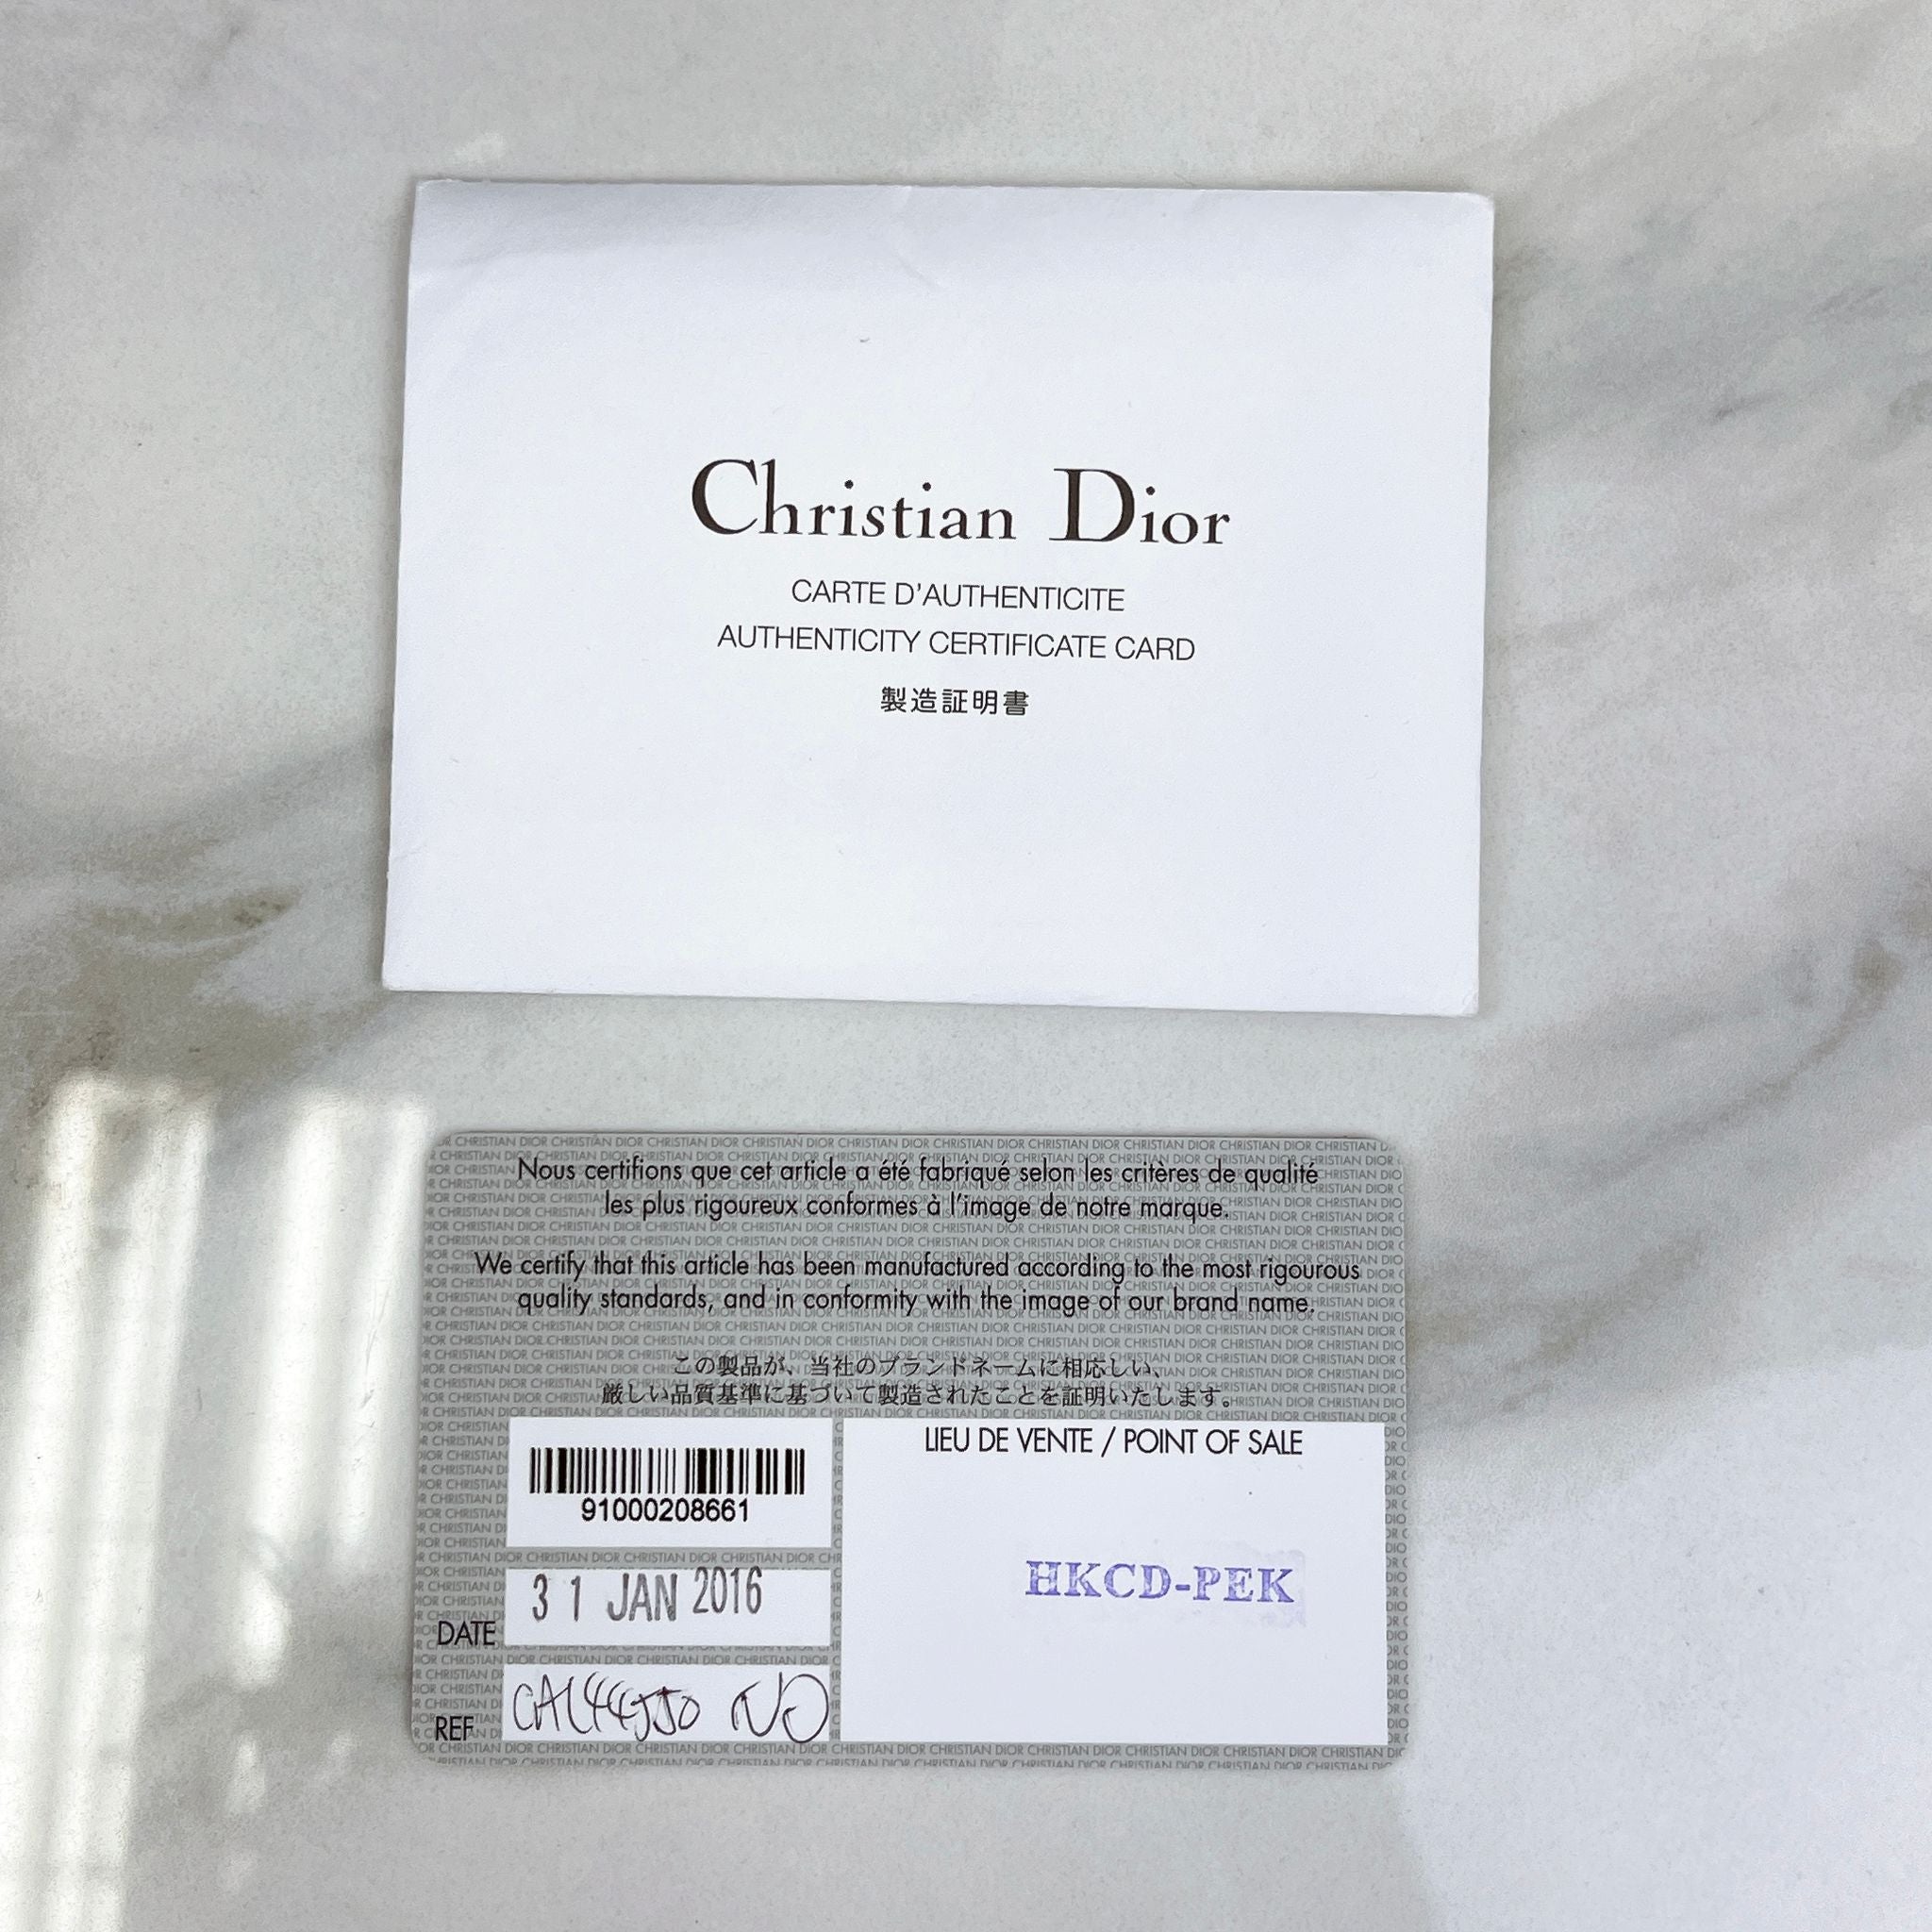 Christian Dior
CARTE D'AUTHENTICITE
AUTHENTICITY CERTIFICATE CARD
製造証明書
Nous certifions que cet article a été fabriqué selon les critères de qualité
les plus rigoureux conformes à l'image de notre marque.
We certify that this article has been manufactured according to the most rigourous
quality standards, and in conformity with the image of our brand name.
この製品が、当社のブランドネームに相応しい、
厳しい品質基準に基づいて製造されたことを証明いたします。
91000208661
LIEU DE VENTE / POINT OF SALE
HKCD-PEK
DATE 31 JAN 2016
REF